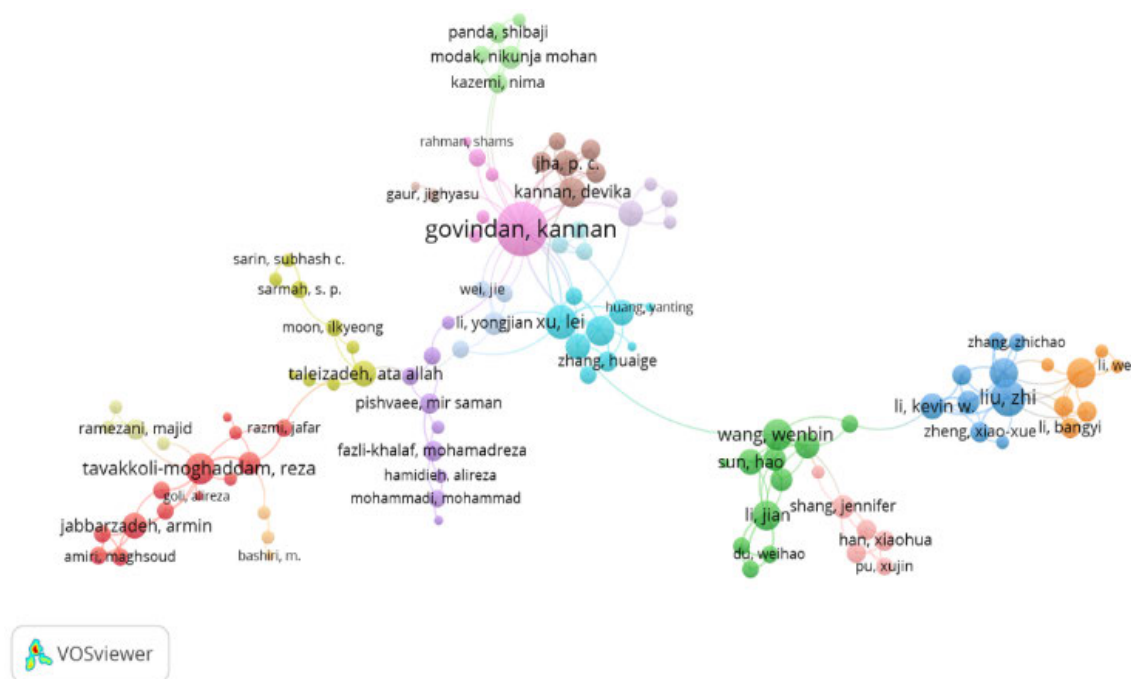 panda, shibaji
modak, nikunja mohan
kazemi, nima
rahman, shams
jha, p. c.
gaur, jighyasu
kannan, devika
govindan, kannan
sarin, subhash c.
sarmah, s. p.
wei, jie
moon, ilkyeong
li, yongjian
xu, lei
huang, yanting
zhang, huaige
taleizadeh, ata allah
pishvaee, mir saman
zhang, zhichao
li, we
liu, zhi
li, kevin w.
li, bangyi
zheng, xiao-xue
ramezani, majid
razmi, jafar
wang, wenbin
fazli-khalaf, mohamadreza
sun, hao
tavakkoli-moghaddam, reza
hamidieh, alireza
goli, alireza
mohammadi, mohammad
shang, jennifer
jabbarzadeh, armin
li, jian
han, xiaohua
amiri, maghsoud
bashiri, m.
du, weihao
pu, xujin
VOSviewer